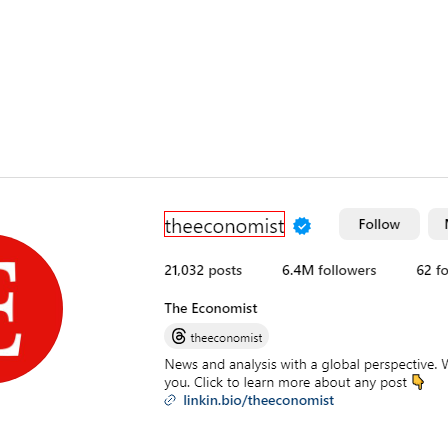 theeconomist Follow
21,032 posts 6.4M followers 62
The Economist
theeconomist
News and analysis with a global perspective.
you. Click to learn more about any post 👇
linkin.bio/theeconomist
E